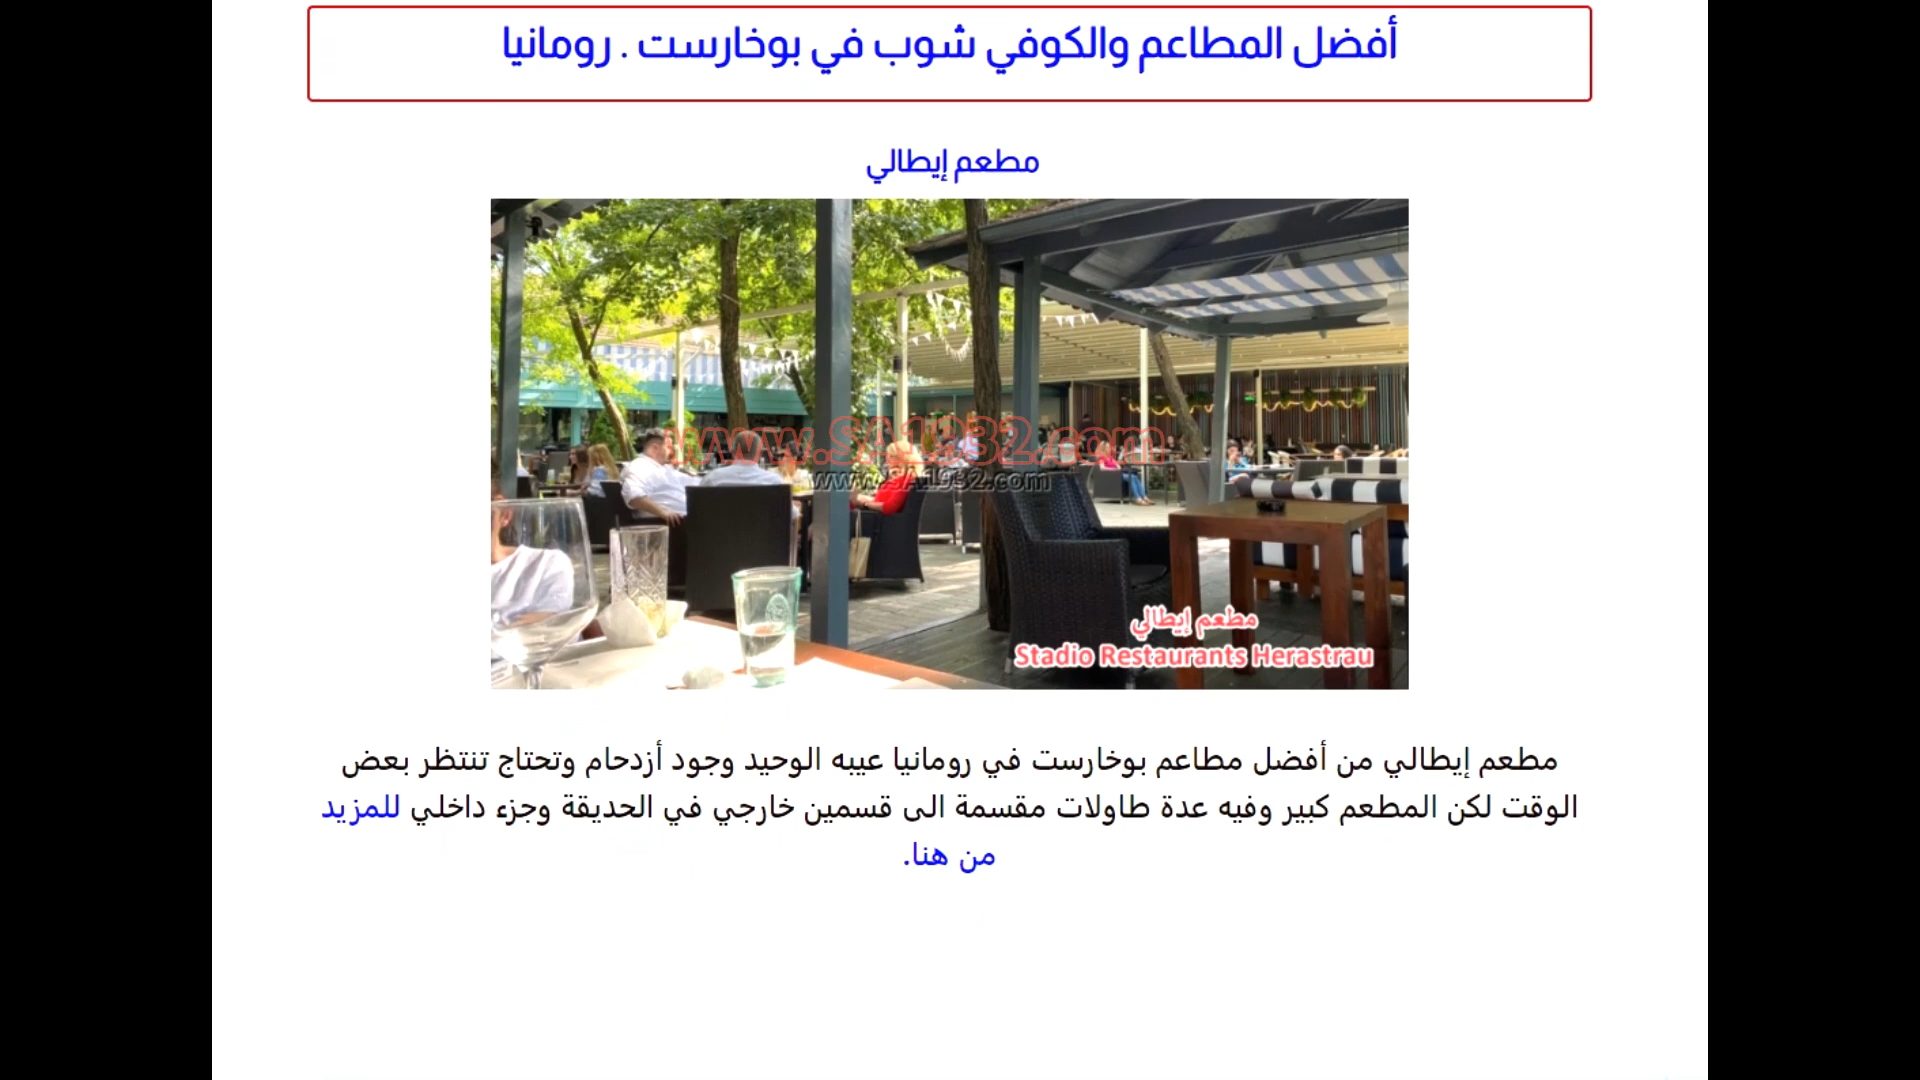 أفضل المطاعم والكوفي شوب في بوخارست . رومانيا
مطعم إيطالي
www.SA1932.com
www.SA1932.com
مطعم إيطالي
Stadio Restaurants Herastrau
مطعم إيطالي من أفضل مطاعم بوخارست في رومانيا عيبه الوحيد وجود أزدحام وتحتاج تنتظر بعض
الوقت لكن المطعم كبير وفيه عدة طاولات مقسمة الى قسمين خارجي في الحديقة وجزء داخلي للمزيد
من هنا.